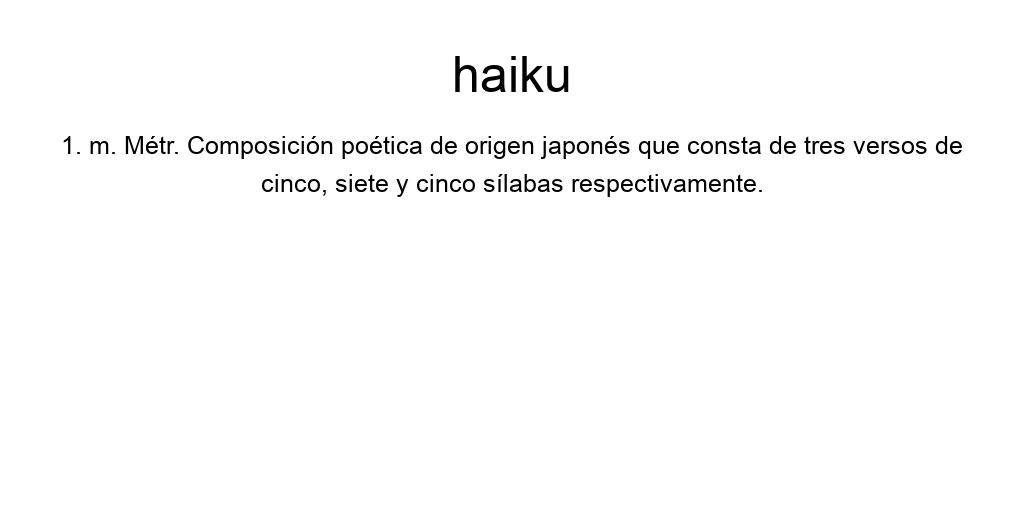 haiku
1. m. Métr. Composición poética de origen japonés que consta de tres versos de
cinco, siete y cinco sílabas respectivamente.